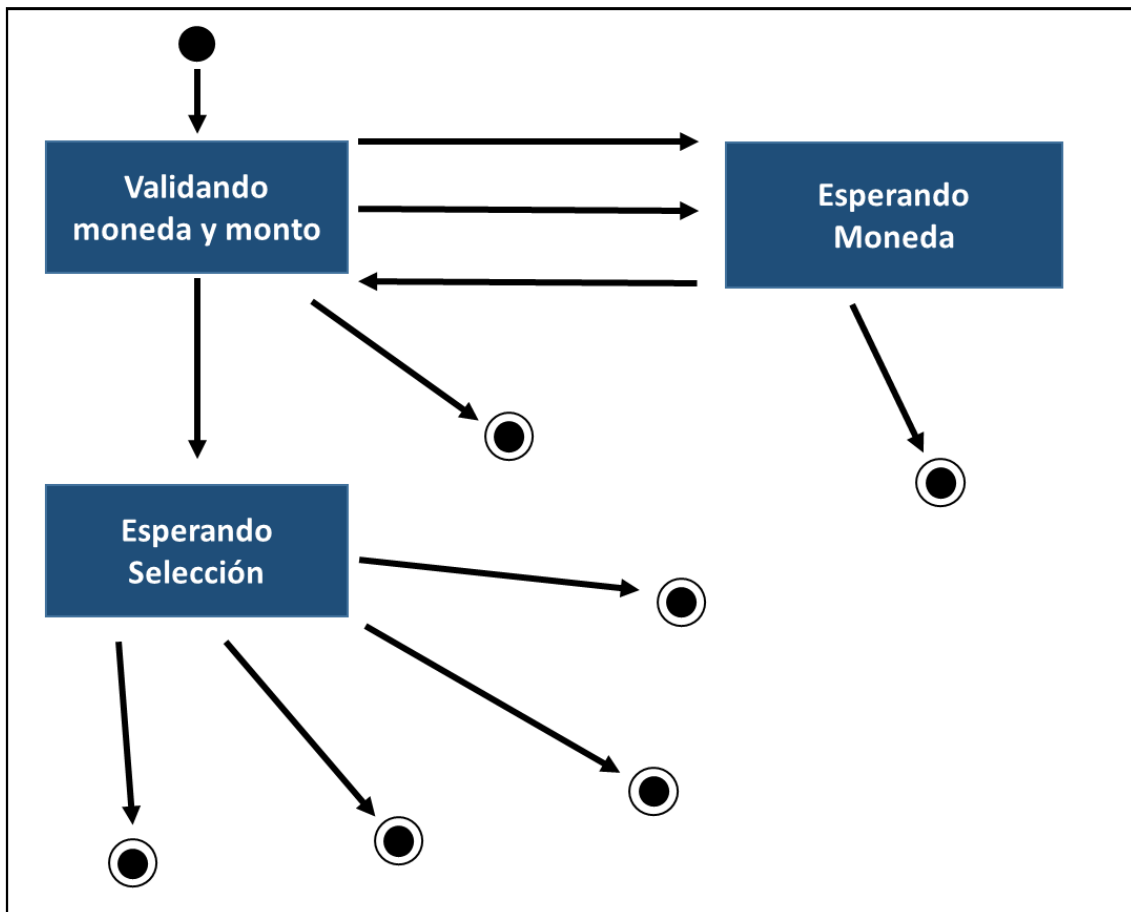 Validando
moneda y monto
Esperando
Moneda
Esperando
Selección